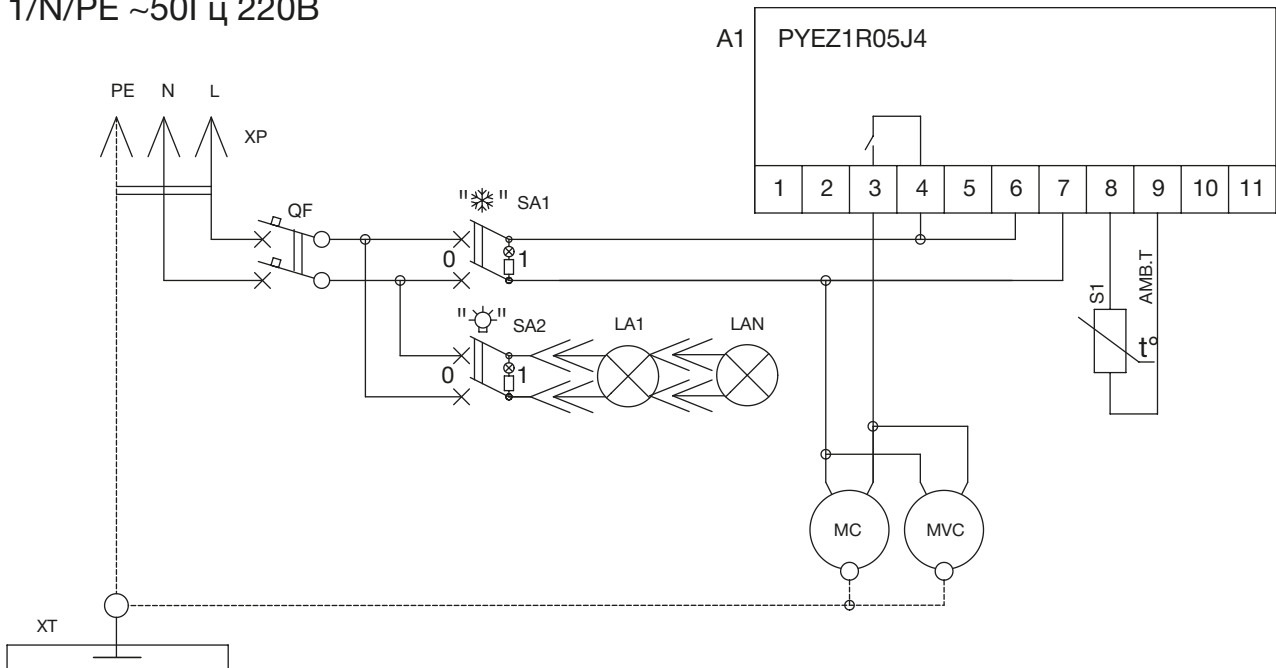 1/N/PE ~50Гц 220В
A1 PYEZ1R05J4
PE N L
XP
1 2 3 4 5 6 7 8 9 10 11
QF
" " SA1
0 1
S1
AMB.T
t°
" " SA2
LA1 LAN
0 1
MC MVC
XT